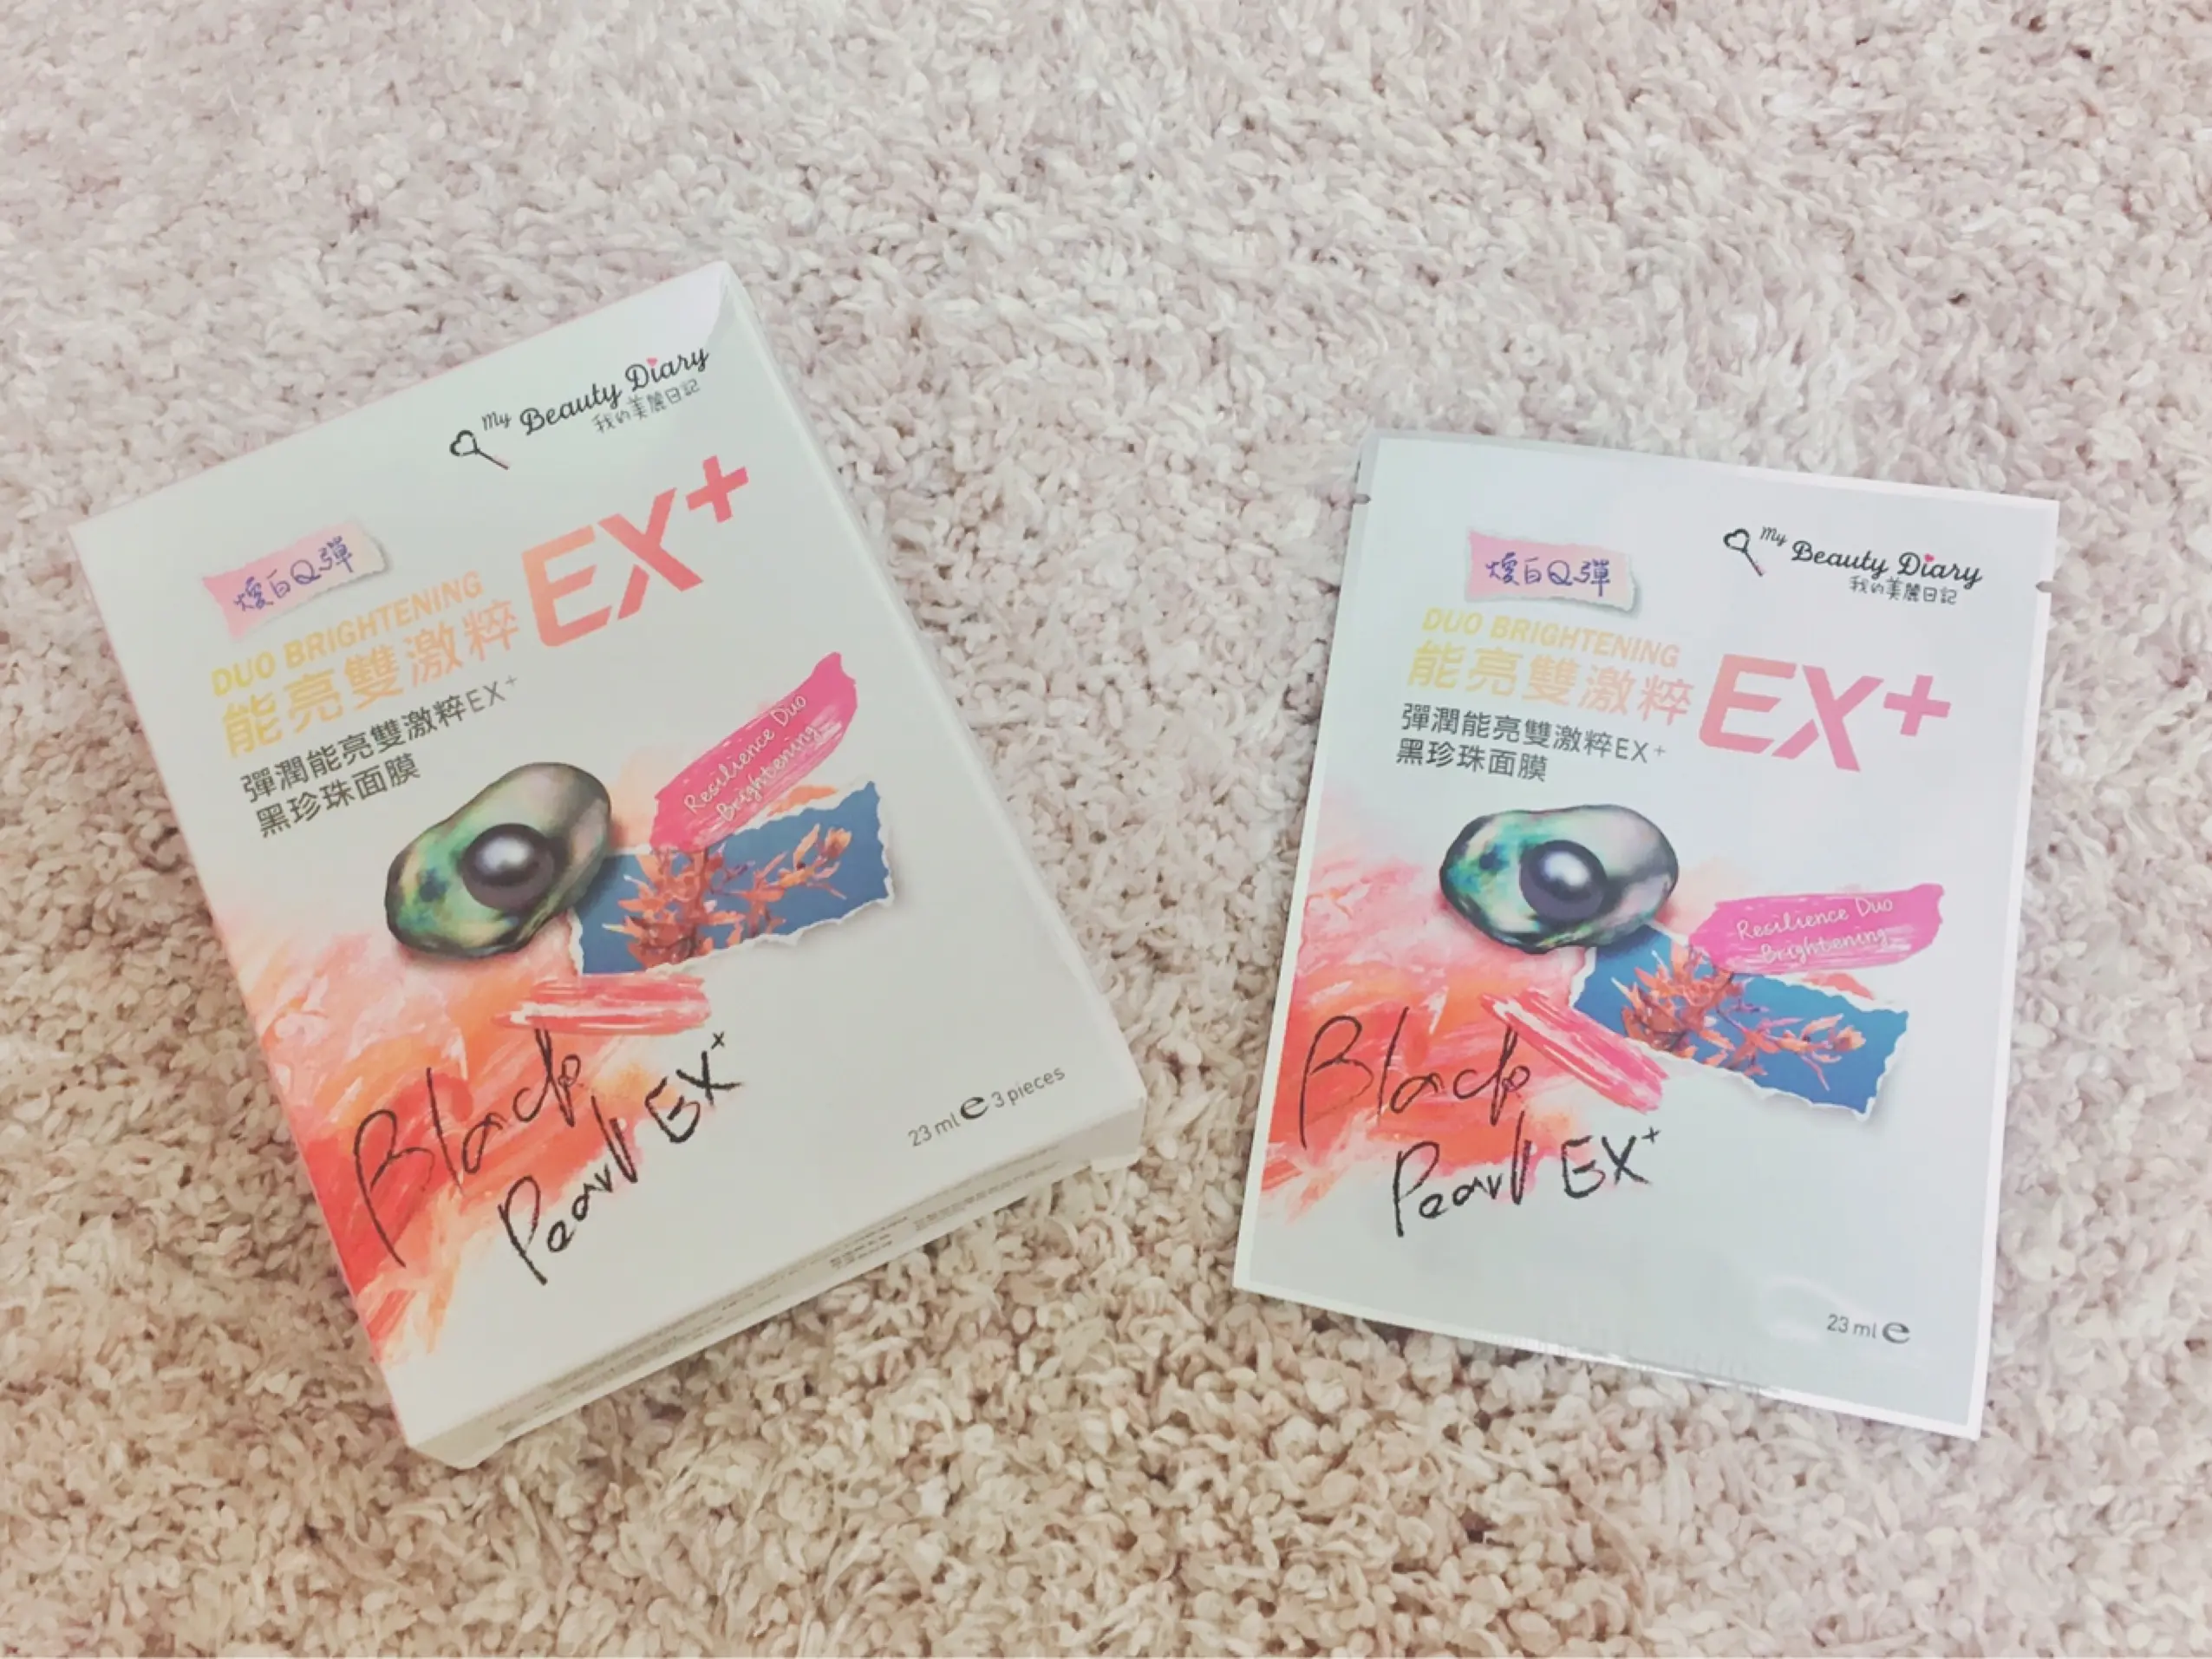 My Beauty Diary
我的美麗日記
煥白Q彈
DUO BRIGHTENING
能亮雙激粹EX+
彈潤能亮雙激粹EX+
黑珍珠面膜
Resilience Duo
Brightening
Black
Pearl EX+
23 ml e 3 pieces
My Beauty Diary
我的美麗日記
煥白Q彈
DUO BRIGHTENING
能亮雙激粹EX+
彈潤能亮雙激粹EX+
黑珍珠面膜
Resilience Duo
Brightening
Black
Pearl EX+
23 ml e